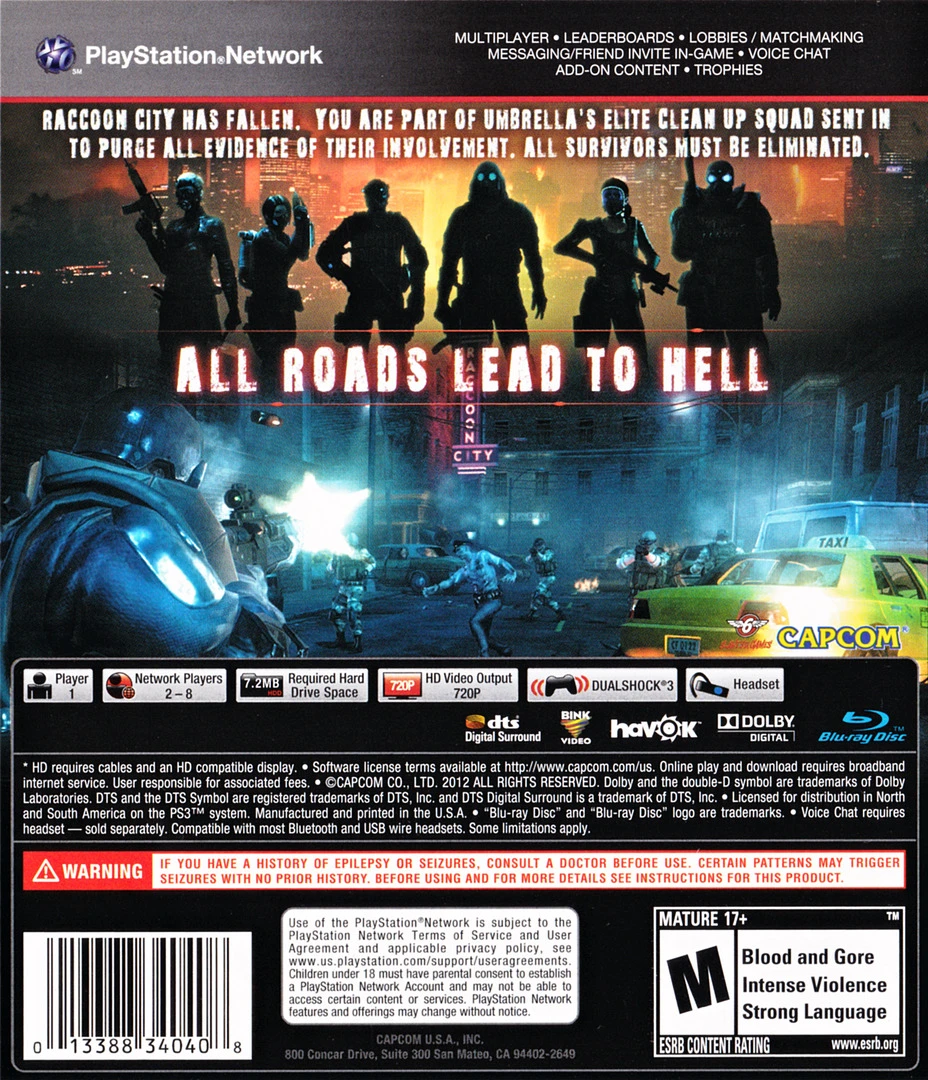 PlayStation®Network
SM
MULTIPLAYER • LEADERBOARDS • LOBBIES / MATCHMAKING
MESSAGING/FRIEND INVITE IN-GAME • VOICE CHAT
ADD-ON CONTENT • TROPHIES
RACCOON CITY HAS FALLEN. YOU ARE PART OF UMBRELLA'S ELITE CLEAN UP SQUAD SENT IN
TO PURGE ALL EVIDENCE OF THEIR INVOLVEMENT. ALL SURVIVORS MUST BE ELIMINATED.
ALL ROADS LEAD TO HELL
RACCOON
CITY
TAXI
6
CAPCOM®
Player
1
Network Players
2 – 8
7.2MB
HDD
Required Hard
Drive Space
720P
HD Video Output
720P
DUALSHOCK®3
Headset
dts
Digital Surround
BINK
VIDEO
havok™
DOLBY
DIGITAL
Blu-ray Disc™
* HD requires cables and an HD compatible display. • Software license terms available at http://www.capcom.com/us. Online play and download requires broadband
internet service. User responsible for associated fees. • ©CAPCOM CO., LTD. 2012 ALL RIGHTS RESERVED. Dolby and the double-D symbol are trademarks of Dolby
Laboratories. DTS and the DTS Symbol are registered trademarks of DTS, Inc. and DTS Digital Surround is a trademark of DTS, Inc. • Licensed for distribution in North
and South America on the PS3™ system. Manufactured and printed in the U.S.A. • “Blu-ray Disc” and “Blu-ray Disc” logo are trademarks. • Voice Chat requires
headset — sold separately. Compatible with most Bluetooth and USB wire headsets. Some limitations apply.
WARNING
IF YOU HAVE A HISTORY OF EPILEPSY OR SEIZURES, CONSULT A DOCTOR BEFORE USE. CERTAIN PATTERNS MAY TRIGGER
SEIZURES WITH NO PRIOR HISTORY. BEFORE USING AND FOR MORE DETAILS SEE INSTRUCTIONS FOR THIS PRODUCT.
0 13388 34040 8
Use of the PlayStation®Network is subject to the
PlayStation Network Terms of Service and User
Agreement and applicable privacy policy, see
www.us.playstation.com/support/useragreements.
Children under 18 must have parental consent to establish
a PlayStation Network Account and may not be able to
access certain content or services. PlayStation Network
features and offerings may change without notice.
CAPCOM U.S.A., INC.
800 Concar Drive, Suite 300 San Mateo, CA 94402-2649
MATURE 17+ ™
M
Blood and Gore
Intense Violence
Strong Language
ESRB CONTENT RATING www.esrb.org